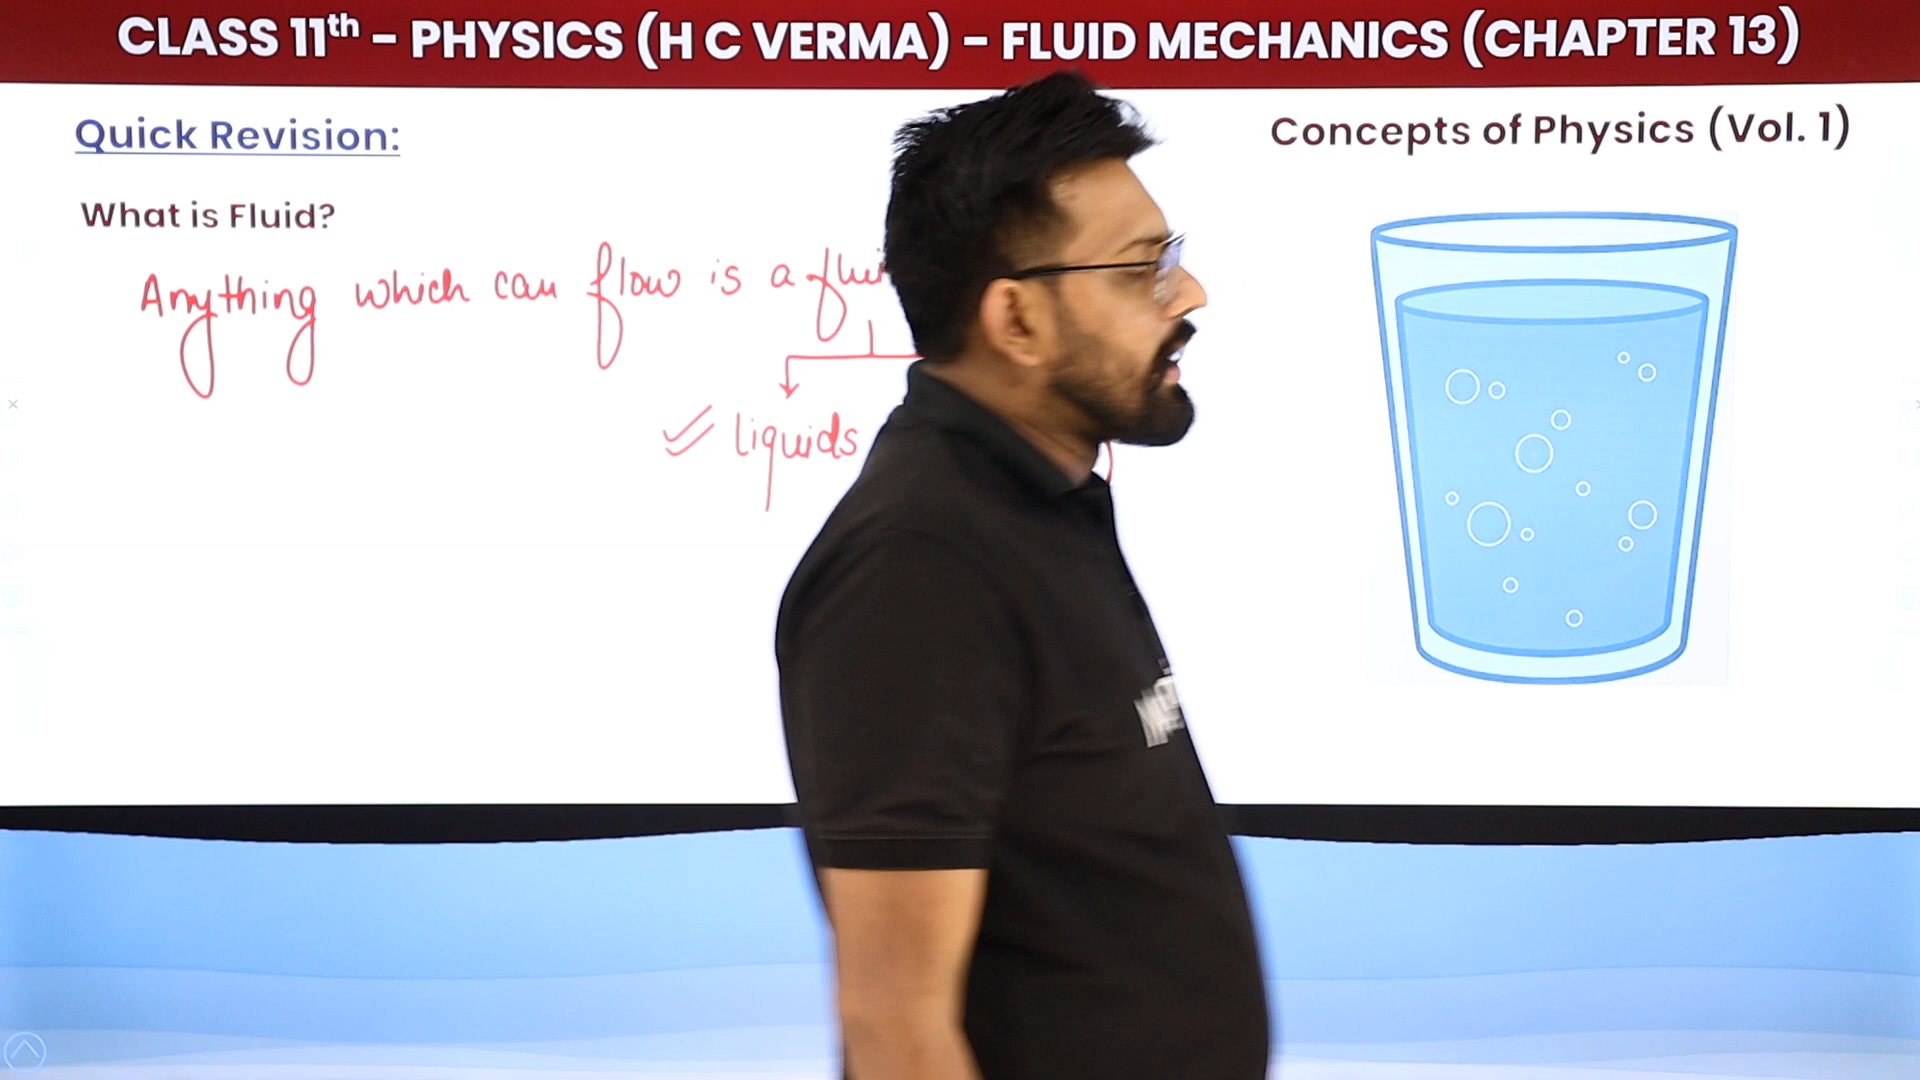 CLASS 11th - PHYSICS (H C VERMA) - FLUID MECHANICS (CHAPTER 13)
Quick Revision:
Concepts of Physics (Vol. 1)
What is Fluid?
Anything which can flow is a
liquids